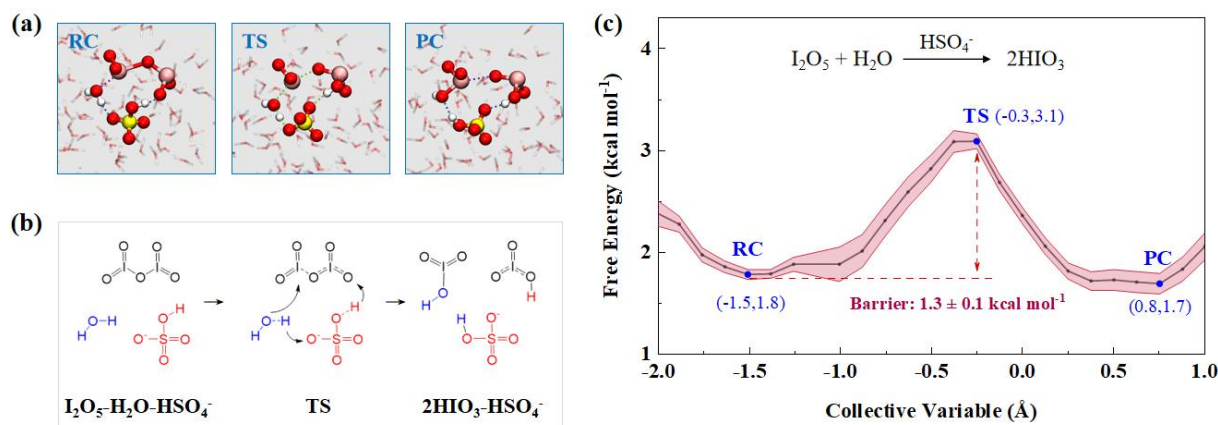 (a)
RC
TS
PC
(b)
O O O O
I I
O
H O H
O H
O⁻ S O
O
O O O O
I I
O
H O H
O H
O⁻ S O
O
O O
I
O
H
O I O
H
O⁻
H O S O
O
I₂O₅-H₂O-HSO₄⁻
TS
2HIO₃-HSO₄⁻
(c)
Free Energy (kcal mol⁻¹)
4
3
2
1
HSO₄⁻
I₂O₅ + H₂O ⟶ 2HIO₃
TS (-0.3,3.1)
RC
PC
(-1.5,1.8)
Barrier: 1.3 ± 0.1 kcal mol⁻¹
(0.8,1.7)
-2.0 -1.5 -1.0 -0.5 0.0 0.5 1.0
Collective Variable (Å)